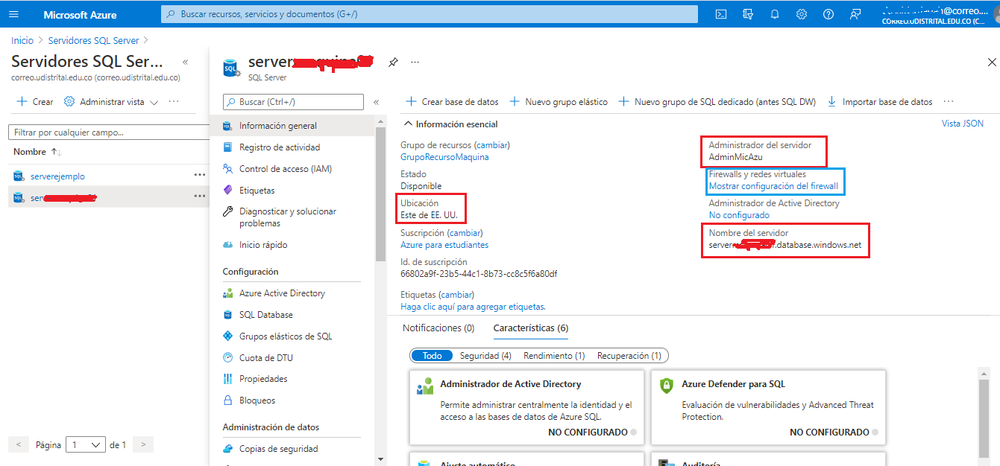 Microsoft Azure
Buscar recursos, servicios y documentos (G+/)
@correo....
CORREO.UDISTRITAL.EDU.CO (C...
Inicio > Servidores SQL Server >
Servidores SQL Ser... «
correo.udistrital.edu.co (correo.udistrital.edu.co)
Crear Administrar vista ...
Filtrar por cualquier campo...
Nombre ↑↓
serverejemplo ...
ser ...
< Página 1 de 1 >
server
SQL Server
Buscar (Ctrl+/) «
Información general
Registro de actividad
Control de acceso (IAM)
Etiquetas
Diagnosticar y solucionar
problemas
Inicio rápido
Configuración
Azure Active Directory
SQL Database
Grupos elásticos de SQL
Cuota de DTU
Propiedades
Bloqueos
Administración de datos
Copias de seguridad
Crear base de datos Nuevo grupo elástico Nuevo grupo de SQL dedicado (antes SQL DW) Importar base de datos ...
Información esencial
Vista JSON
Grupo de recursos (cambiar)
GrupoRecursoMaquina
Estado
Disponible
Ubicación
Este de EE. UU.
Suscripción (cambiar)
Azure para estudiantes
Id. de suscripción
66802a9f-23b5-44c1-8b73-cc8c5f6a80df
Etiquetas (cambiar)
Haga clic aquí para agregar etiquetas.
Administrador del servidor
AdminMicAzu
Firewalls y redes virtuales
Mostrar configuración del firewall
Administrador de Active Directory
No configurado
Nombre del servidor
server .database.windows.net
Notificaciones (0) Características (6)
Todo Seguridad (4) Rendimiento (1) Recuperación (1)
Administrador de Active Directory
Permite administrar centralmente la identidad y el
acceso a las bases de datos de Azure SQL.
NO CONFIGURADO
Azure Defender para SQL
Evaluación de vulnerabilidades y Advanced Threat
Protection.
NO CONFIGURADO
Ajuste automático
Auditoría